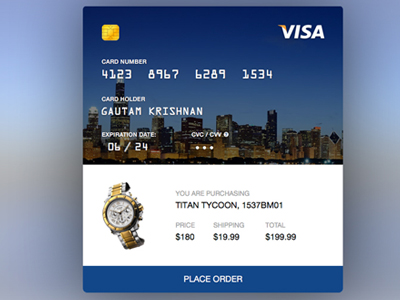 VISA
CARD NUMBER
4123 8967 6289 1534
CARD HOLDER
GAUTAM KRISHNAN
EXPIRATION DATE: CVC / CVV ?
06 / 24 ***
YOU ARE PURCHASING
TITAN TYCOON, 1537BM01
PRICE SHIPPING TOTAL
$180 $19.99 $199.99
PLACE ORDER